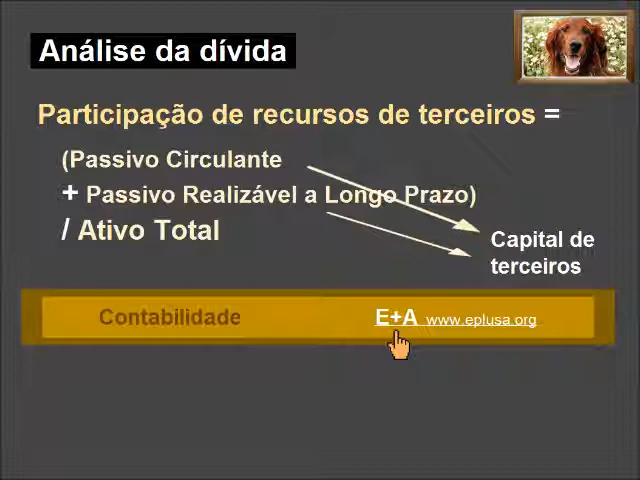 Análise da dívida
Participação de recursos de terceiros =
(Passivo Circulante
+ Passivo Realizável a Longo Prazo)
/ Ativo Total
Capital de
terceiros
Contabilidade
E+A www.eplusa.org